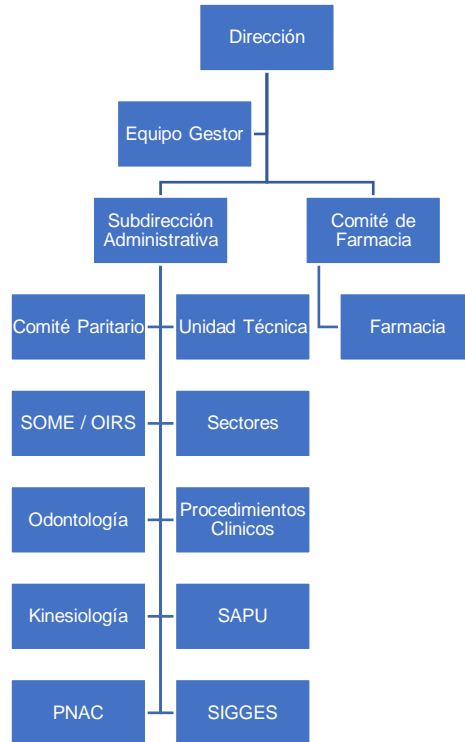 Dirección
Equipo Gestor
Subdirección
Administrativa
Comité de
Farmacia
Comité Paritario
Unidad Técnica
Farmacia
SOME / OIRS
Sectores
Odontología
Procedimientos
Clinicos
Kinesiología
SAPU
PNAC
SIGGES